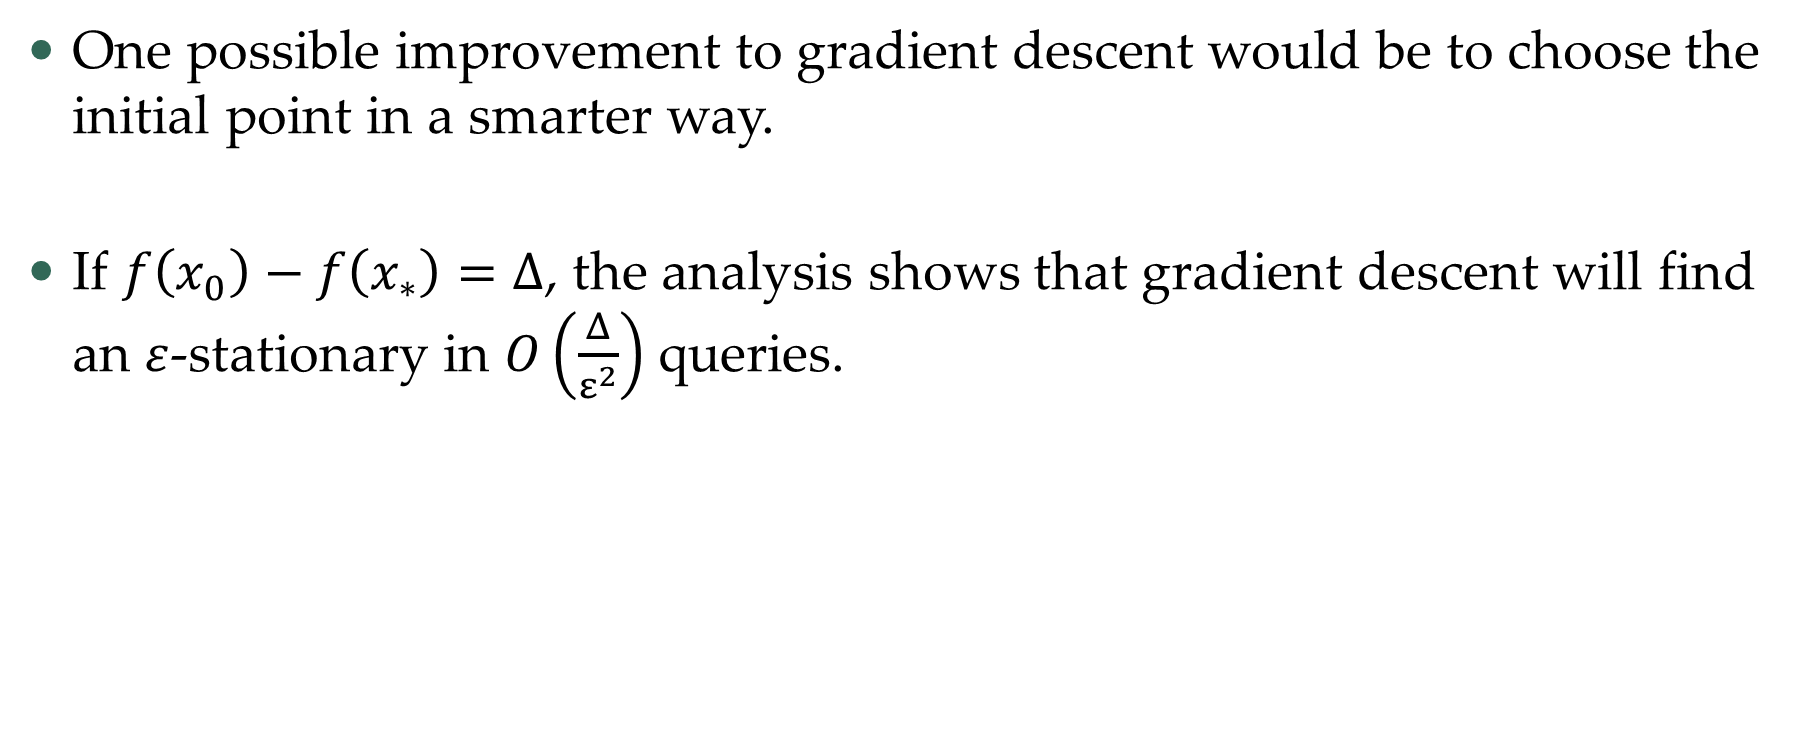 • One possible improvement to gradient descent would be to choose the
initial point in a smarter way.
• If f(x₀) − f(x∗) = Δ, the analysis shows that gradient descent will find
an ε-stationary in O(Δ/ε²) queries.